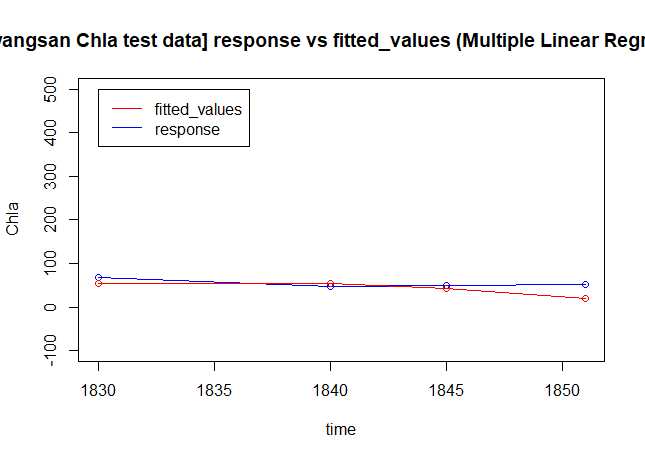 yangsan Chla test data] response vs fitted_values (Multiple Linear Regr
fitted_values
response
Chla
500
400
300
200
100
0
-100
1830
1835
1840
1845
1850
time